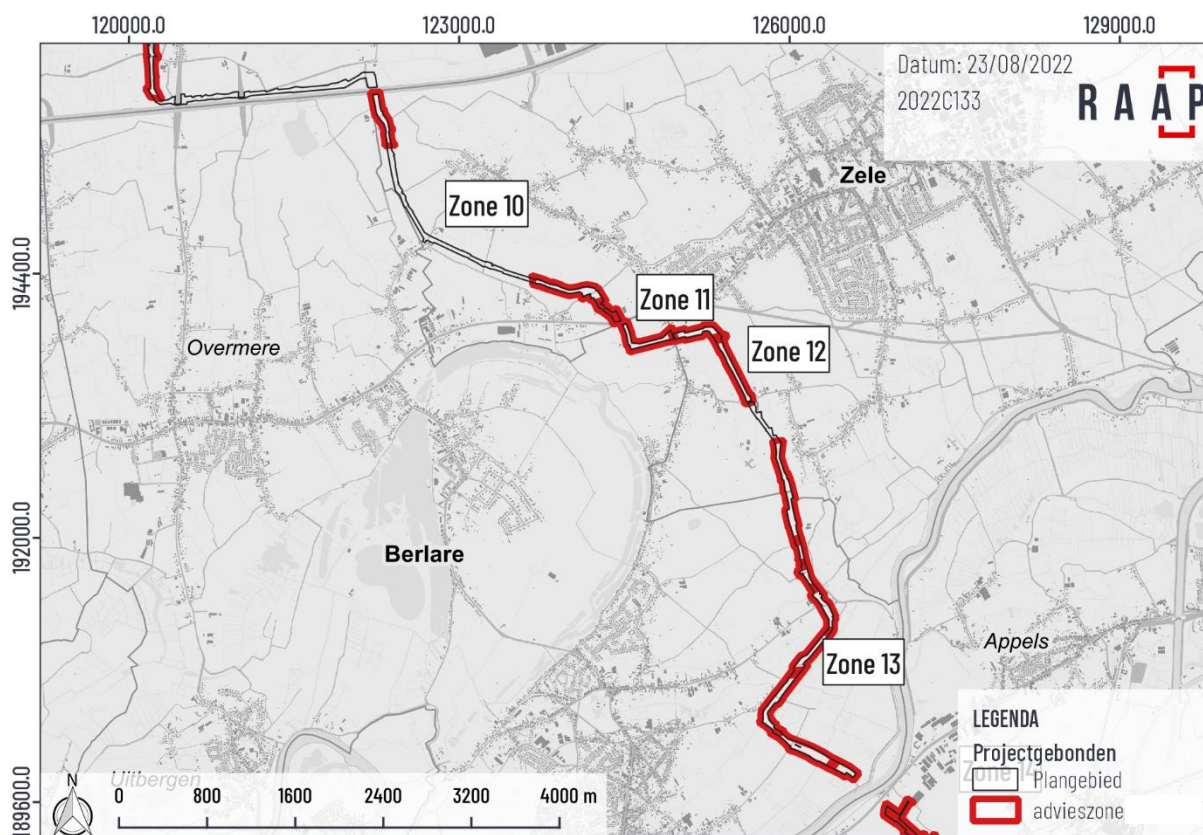 120000.0 123000.0 126000.0 129000.0
Datum: 23/08/2022
2022C133
RAAP
Zele
Zone 10
194400.0
Zone 11
Overmere
Zone 12
192000.0
Berlare
Appels
Zone 13
LEGENDA
Projectgebonden
Zone 14
Plangebied
advieszone
Uitbergen
N
0 800 1600 2400 3200 4000 m
189600.0